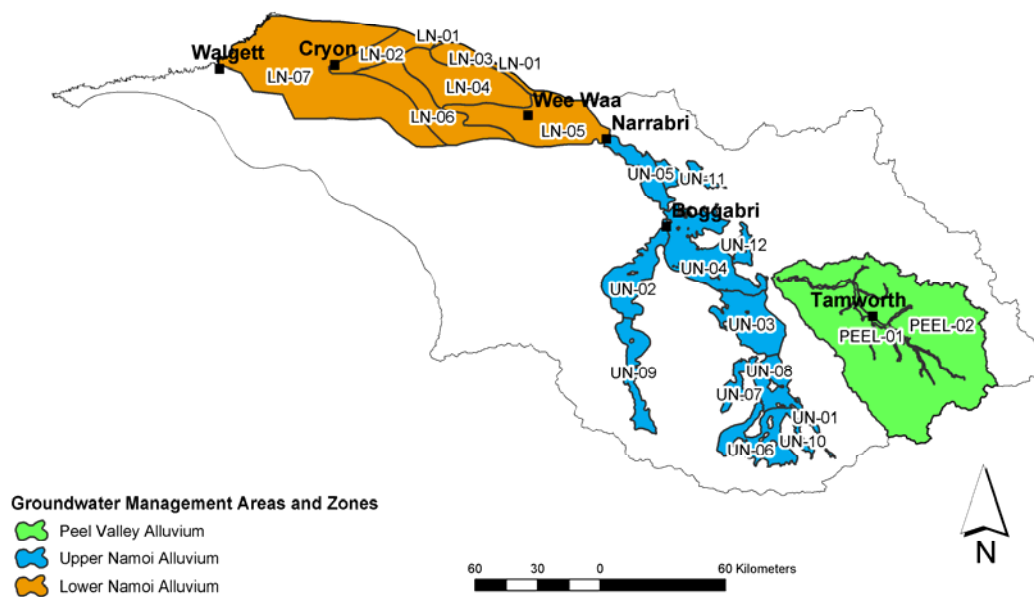 LN-01
Walgett
Cryon
LN-02
LN-03
LN-01
LN-07
LN-04
Wee Waa
LN-06
LN-05
Narrabri
UN-05
UN-11
Boggabri
UN-12
UN-04
UN-02
Tamworth
UN-03
PEEL-02
PEEL-01
UN-09
UN-08
UN-07
UN-01
UN-10
UN-06
Groundwater Management Areas and Zones
Peel Valley Alluvium
Upper Namoi Alluvium
Lower Namoi Alluvium
60 30 0 60 Kilometers
N